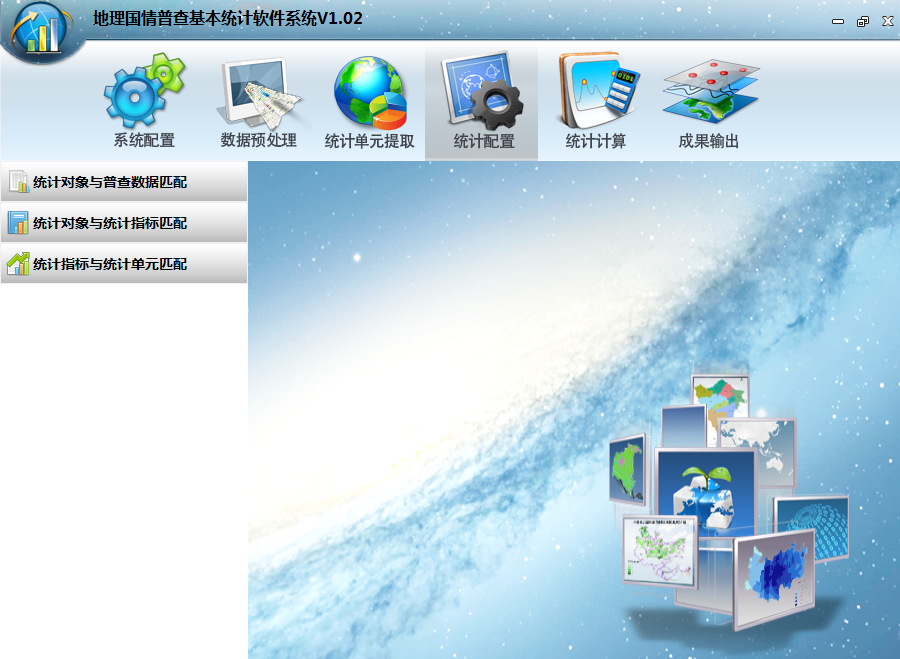 地理国情普查基本统计软件系统V1.02
系统配置
数据预处理
统计单元提取
统计配置
统计计算
成果输出
统计对象与普查数据匹配
统计对象与统计指标匹配
统计指标与统计单元匹配